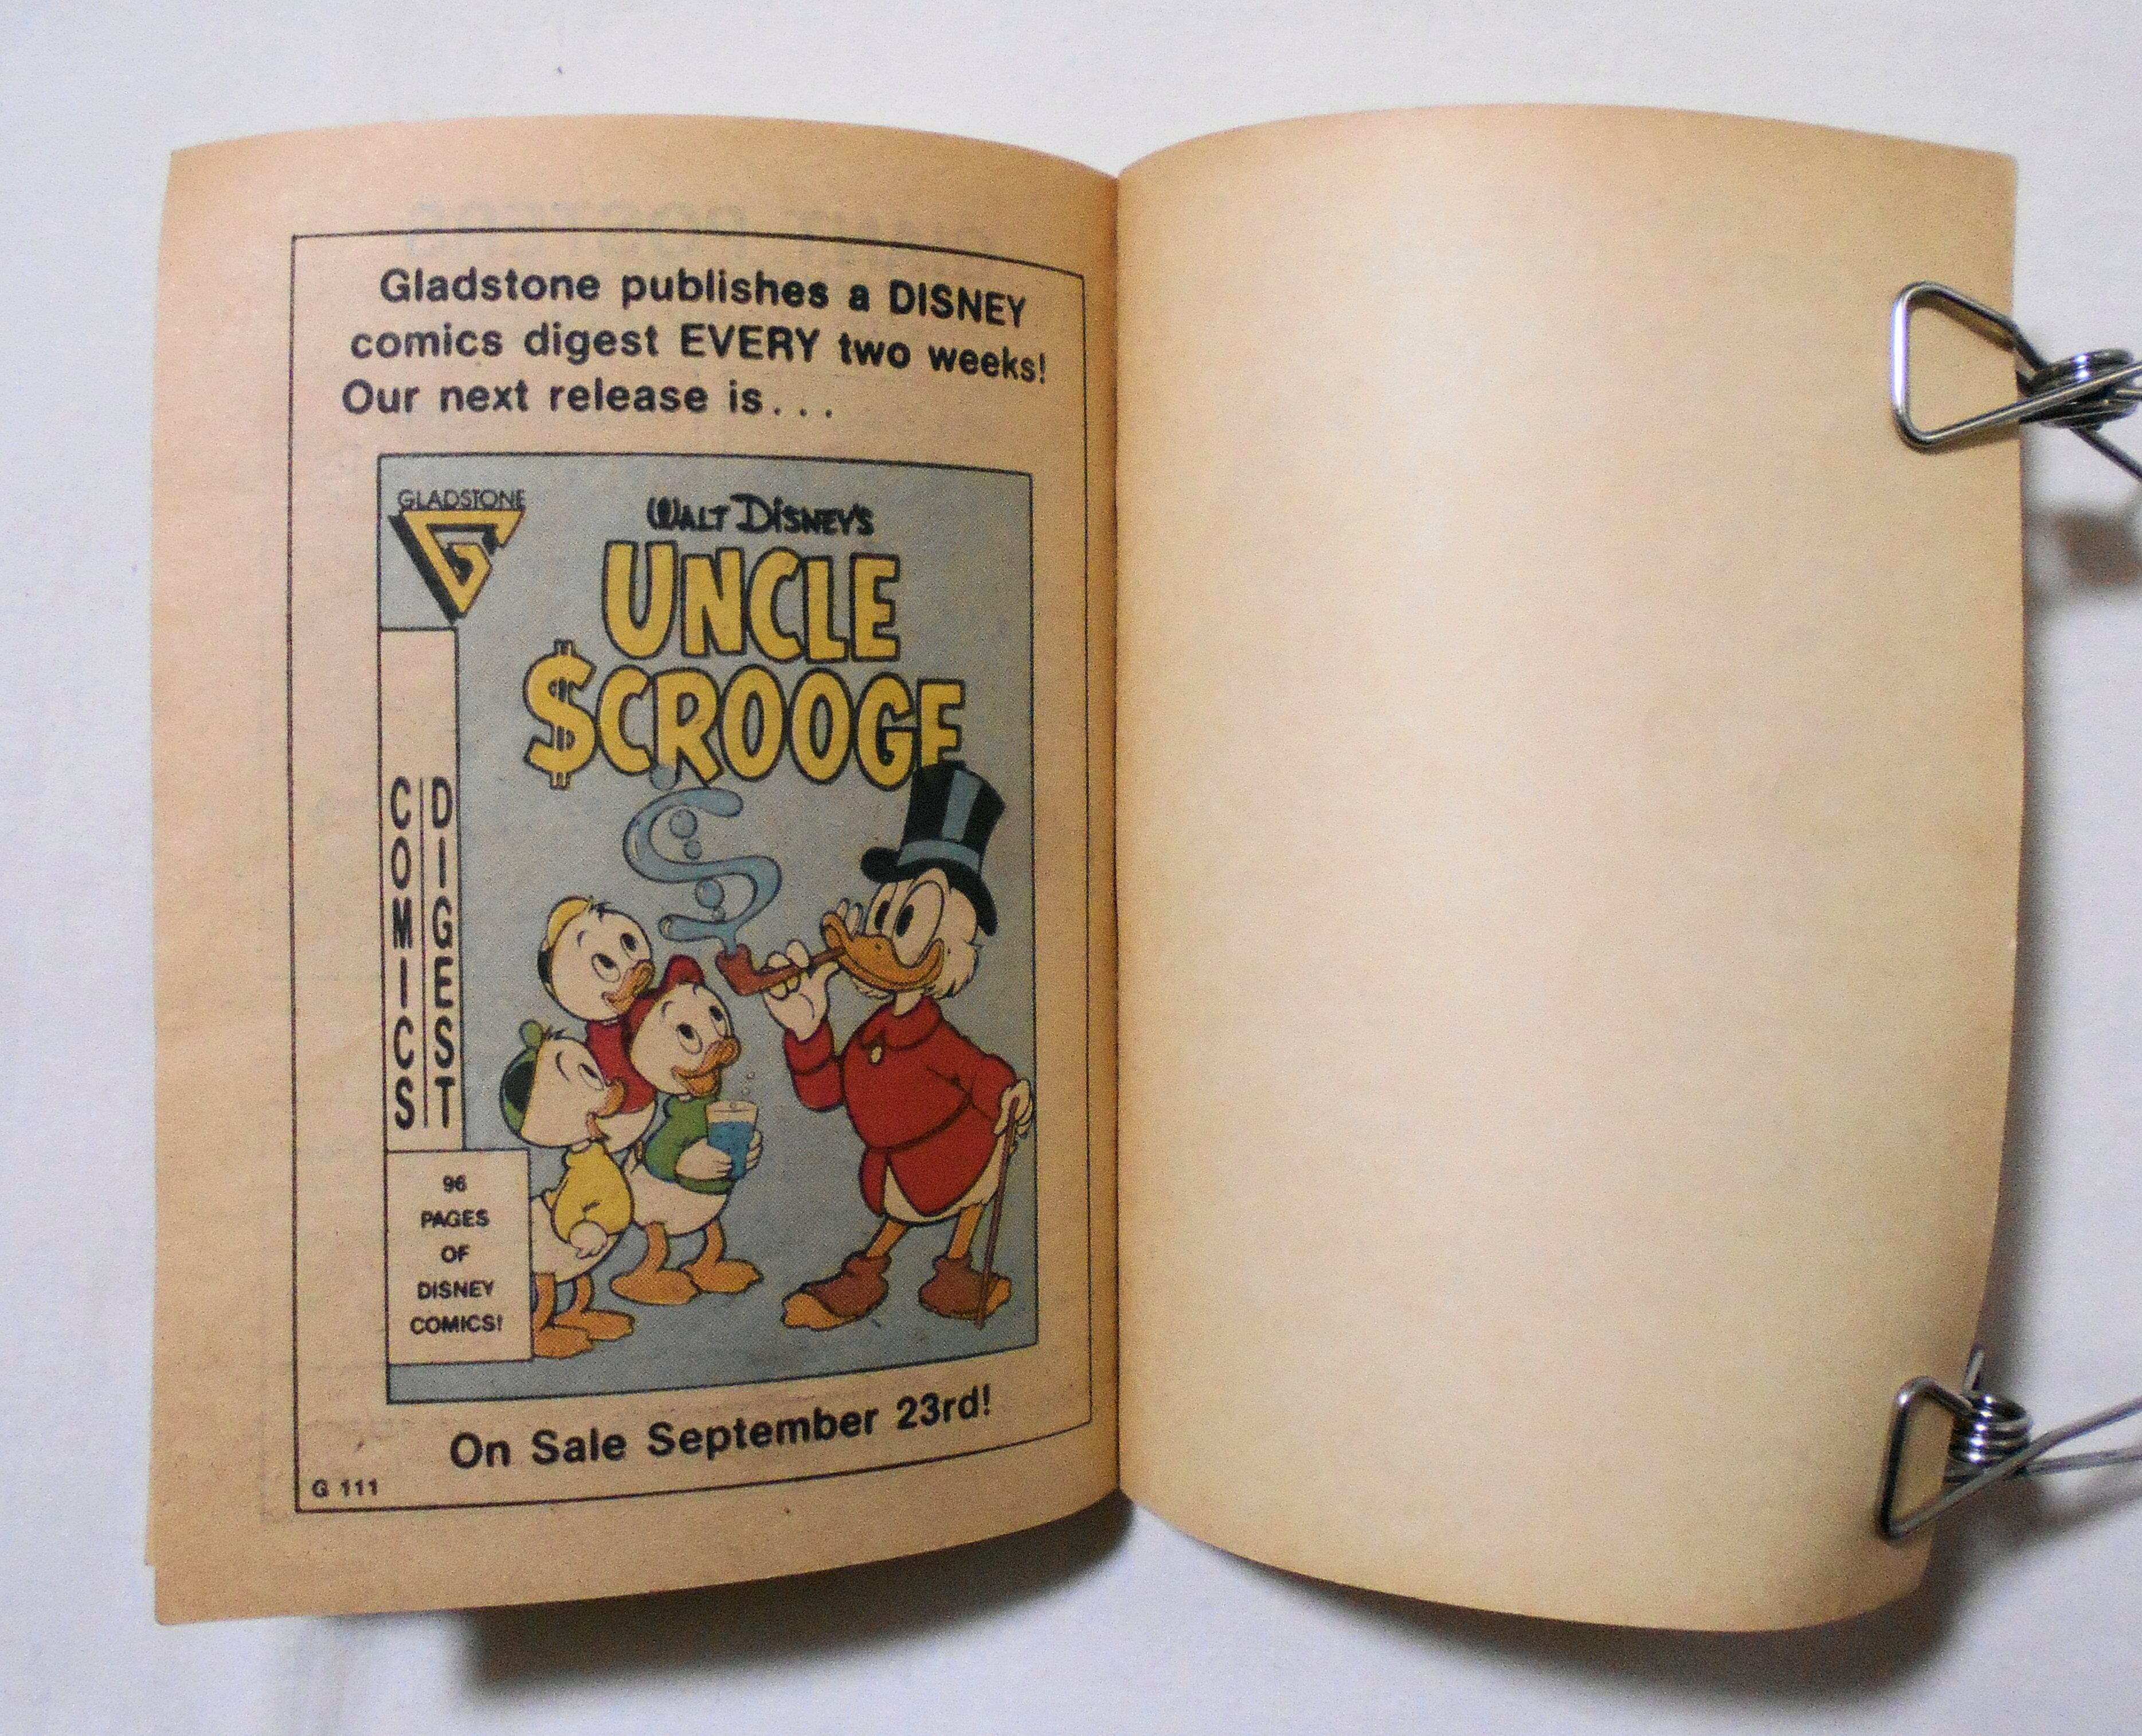 Gladstone publishes a DISNEY
comics digest EVERY two weeks!
Our next release is...
GLADSTONE
WALT DISNEY'S
UNCLE
$CROOGE
COMICS
DIGEST
96
PAGES
OF
DISNEY
COMICS!
On Sale September 23rd!
G 111